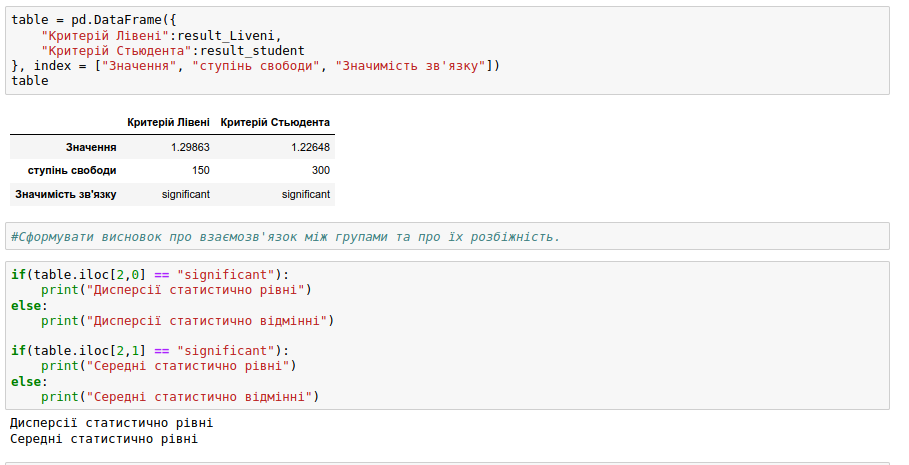 table = pd.DataFrame({
    "Критерій Лівені":result_Liveni,
    "Критерій Стьюдента":result_student
}, index = ["Значення", "ступінь свободи", "Значимість зв'язку"])
table
Критерій Лівені Критерій Стьюдента
Значення 1.29863 1.22648
ступінь свободи 150 300
Значимість зв'язку significant significant
#Сформувати висновок про взаємозв'язок між групами та про їх розбіжність.
if(table.iloc[2,0] == "significant"):
    print("Дисперсії статистично рівні")
else:
    print("Дисперсії статистично відмінні")
if(table.iloc[2,1] == "significant"):
    print("Середні статистично рівні")
else:
    print("Середні статистично відмінні")
Дисперсії статистично рівні
Середні статистично рівні